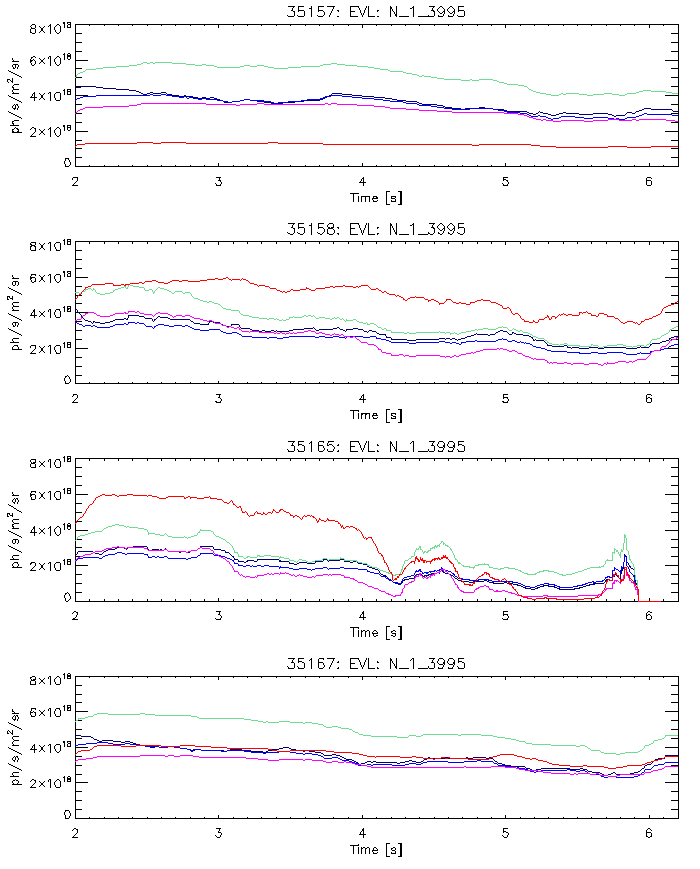 35157: EVL: N_1_3995
8×10¹⁸
6×10¹⁸
4×10¹⁸
2×10¹⁸
0
ph/s/m²/sr
2 3 4 5 6
Time [s]
35158: EVL: N_1_3995
8×10¹⁸
6×10¹⁸
4×10¹⁸
2×10¹⁸
0
ph/s/m²/sr
2 3 4 5 6
Time [s]
35165: EVL: N_1_3995
8×10¹⁸
6×10¹⁸
4×10¹⁸
2×10¹⁸
0
ph/s/m²/sr
2 3 4 5 6
Time [s]
35167: EVL: N_1_3995
8×10¹⁸
6×10¹⁸
4×10¹⁸
2×10¹⁸
0
ph/s/m²/sr
2 3 4 5 6
Time [s]